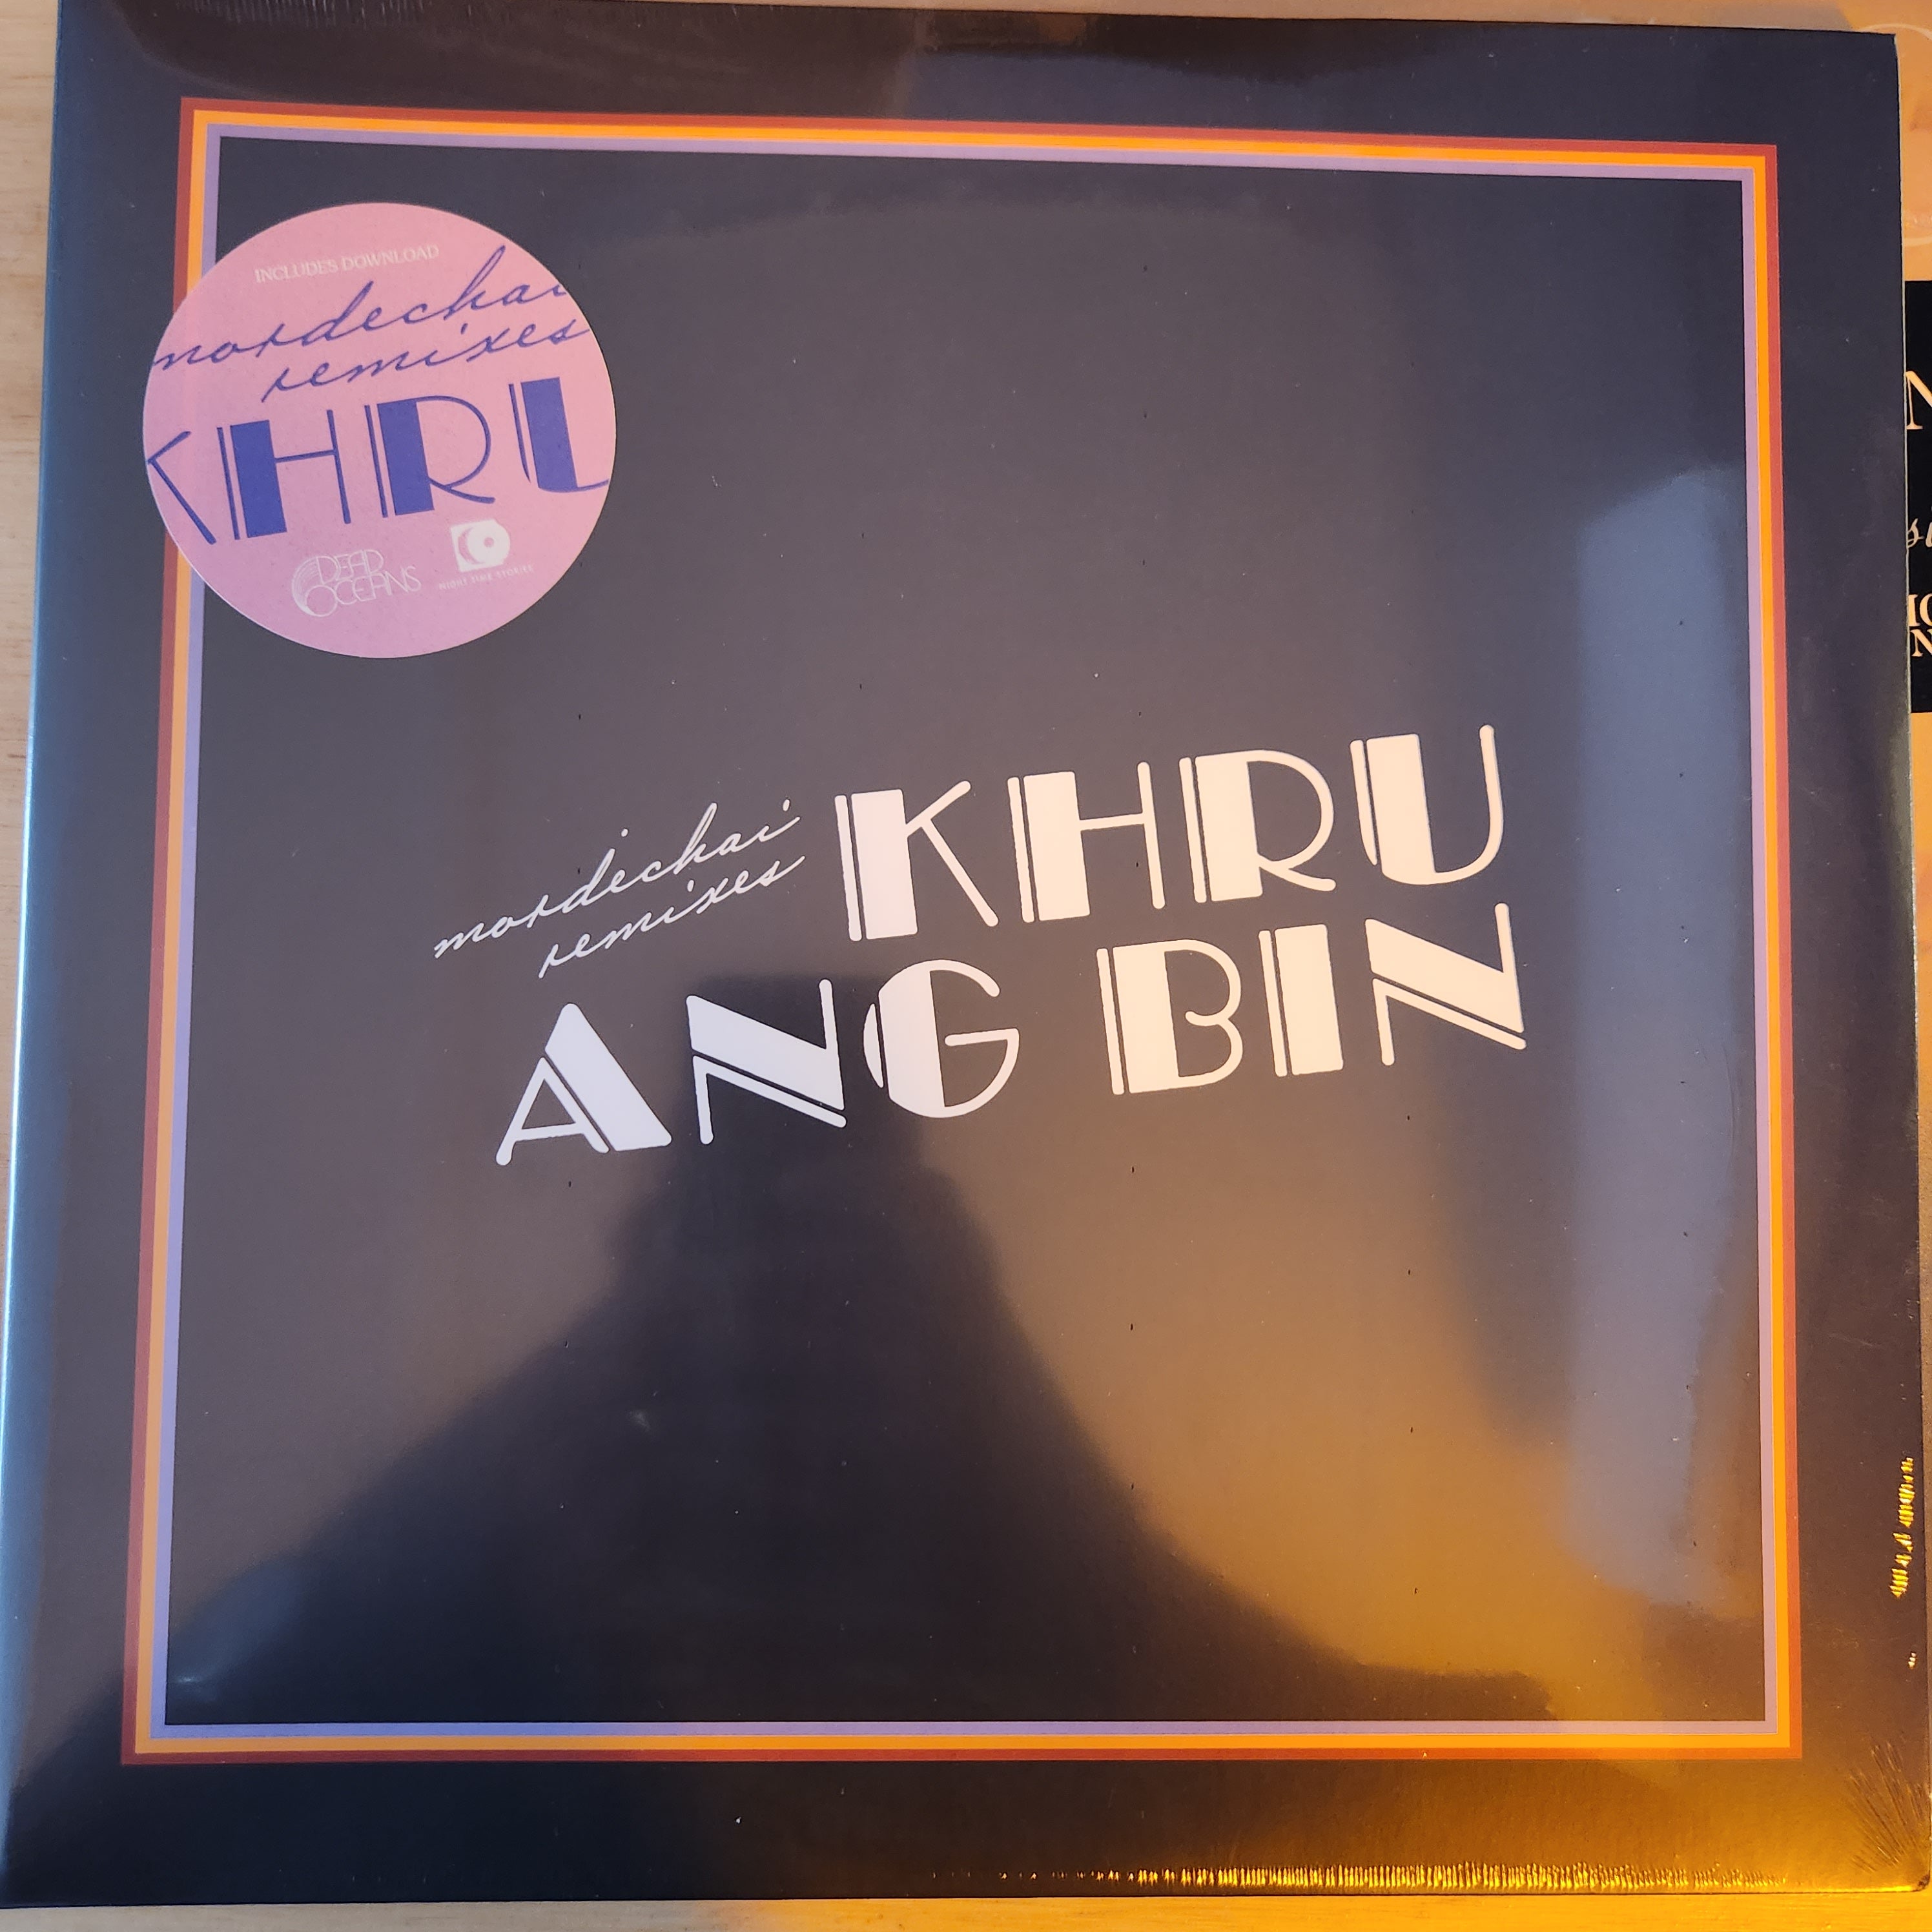 INCLUDES DOWNLOAD
mordechai
remixes
KHRU
DEAD
OCEANS
NIGHT TIME STORIES
mordechai
remixes
KHRU
ANG BIN